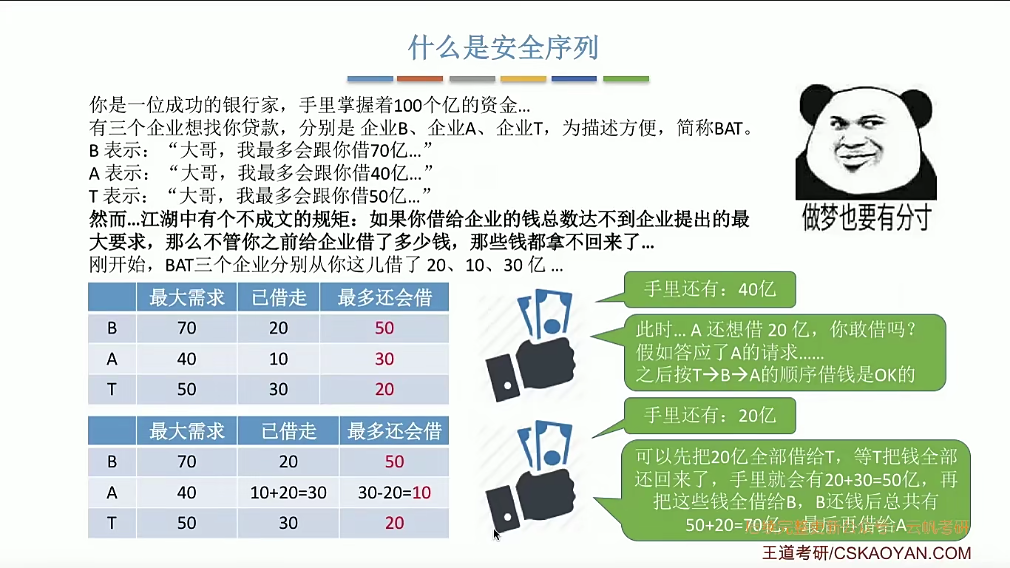 什么是安全序列
你是一位成功的银行家，手里掌握着100个亿的资金...
有三个企业想找你贷款，分别是 企业B、企业A、企业T，为描述方便，简称BAT。
B 表示：“大哥，我最多会跟你借70亿...”
A 表示：“大哥，我最多会跟你借40亿...”
T 表示：“大哥，我最多会跟你借50亿...”
然而...江湖中有个不成文的规矩：如果你借给企业的钱总数达不到企业提出的最
大要求，那么不管你之前给企业借了多少钱，那些钱都拿不回来了...
刚开始，BAT三个企业分别从你这儿借了 20、10、30 亿 ...
做梦也要有分寸
最大需求 已借走 最多还会借
B 70 20 50
A 40 10 30
T 50 30 20
手里还有：40亿
此时... A 还想借 20 亿，你敢借吗？
假如答应了A的请求......
之后按T→B→A的顺序借钱是OK的
最大需求 已借走 最多还会借
B 70 20 50
A 40 10+20=30 30-20=10
T 50 30 20
手里还有：20亿
可以先把20亿全部借给T，等T把钱全部
还回来了，手里就会有20+30=50亿，再
把这些钱全借给B，B还钱后总共有
50+20=70亿，最后再借给A
云帆考研
王道考研/CSKAOYAN.COM